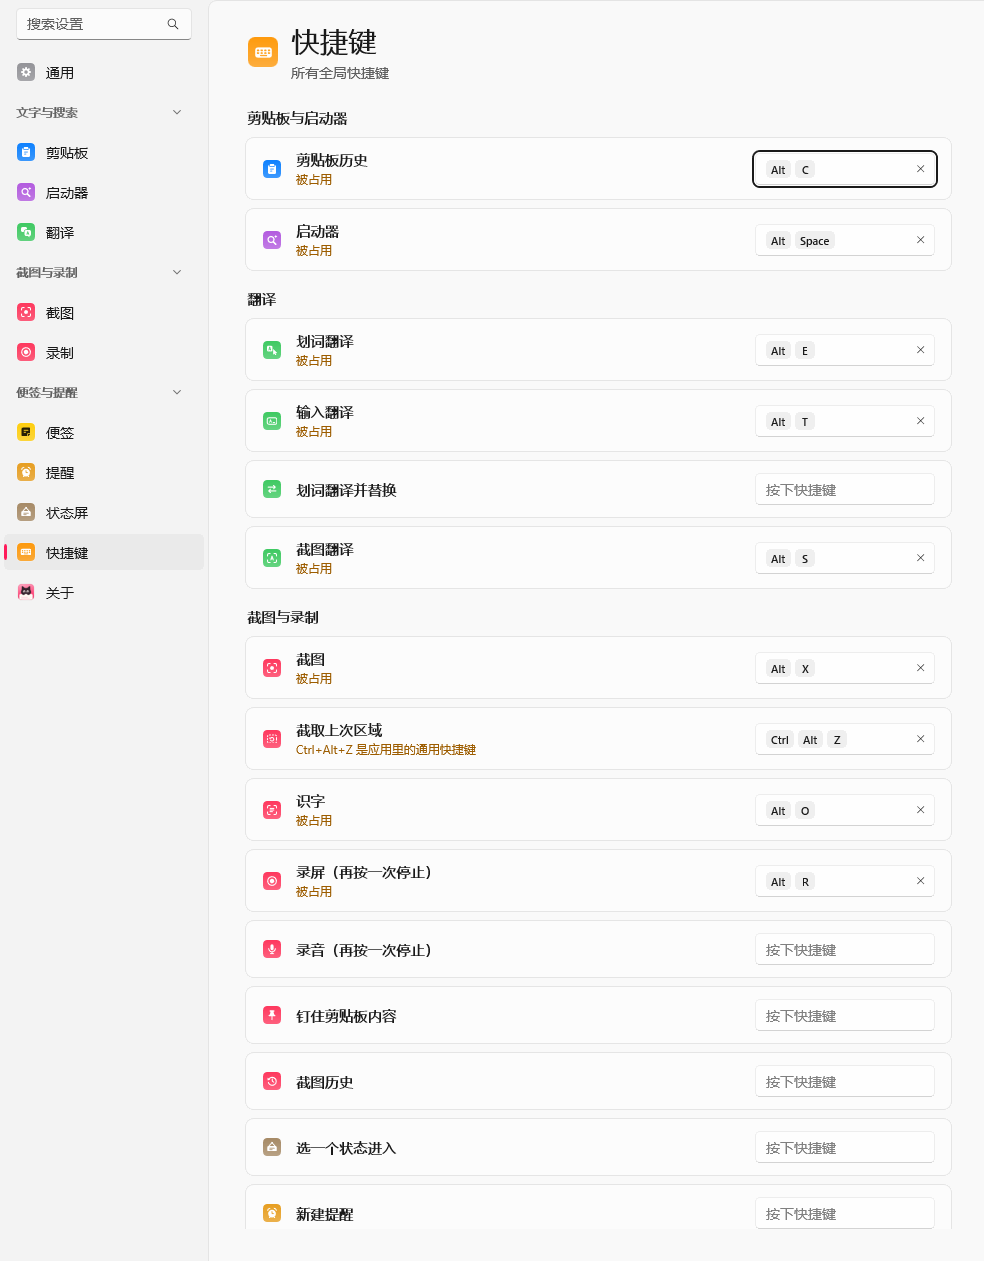 搜索设置
通用
文字与搜索
剪贴板
启动器
翻译
截图与录制
截图
录制
便签与提醒
便签
提醒
状态屏
快捷键
关于
快捷键
所有全局快捷键
剪贴板与启动器
剪贴板历史
被占用
Alt C
启动器
被占用
Alt Space
翻译
划词翻译
被占用
Alt E
输入翻译
被占用
Alt T
划词翻译并替换
按下快捷键
截图翻译
被占用
Alt S
截图与录制
截图
被占用
Alt X
截取上次区域
Ctrl+Alt+Z 是应用里的通用快捷键
Ctrl Alt Z
识字
被占用
Alt O
录屏（再按一次停止）
被占用
Alt R
录音（再按一次停止）
按下快捷键
钉住剪贴板内容
按下快捷键
截图历史
按下快捷键
选一个状态进入
按下快捷键
新建提醒
按下快捷键